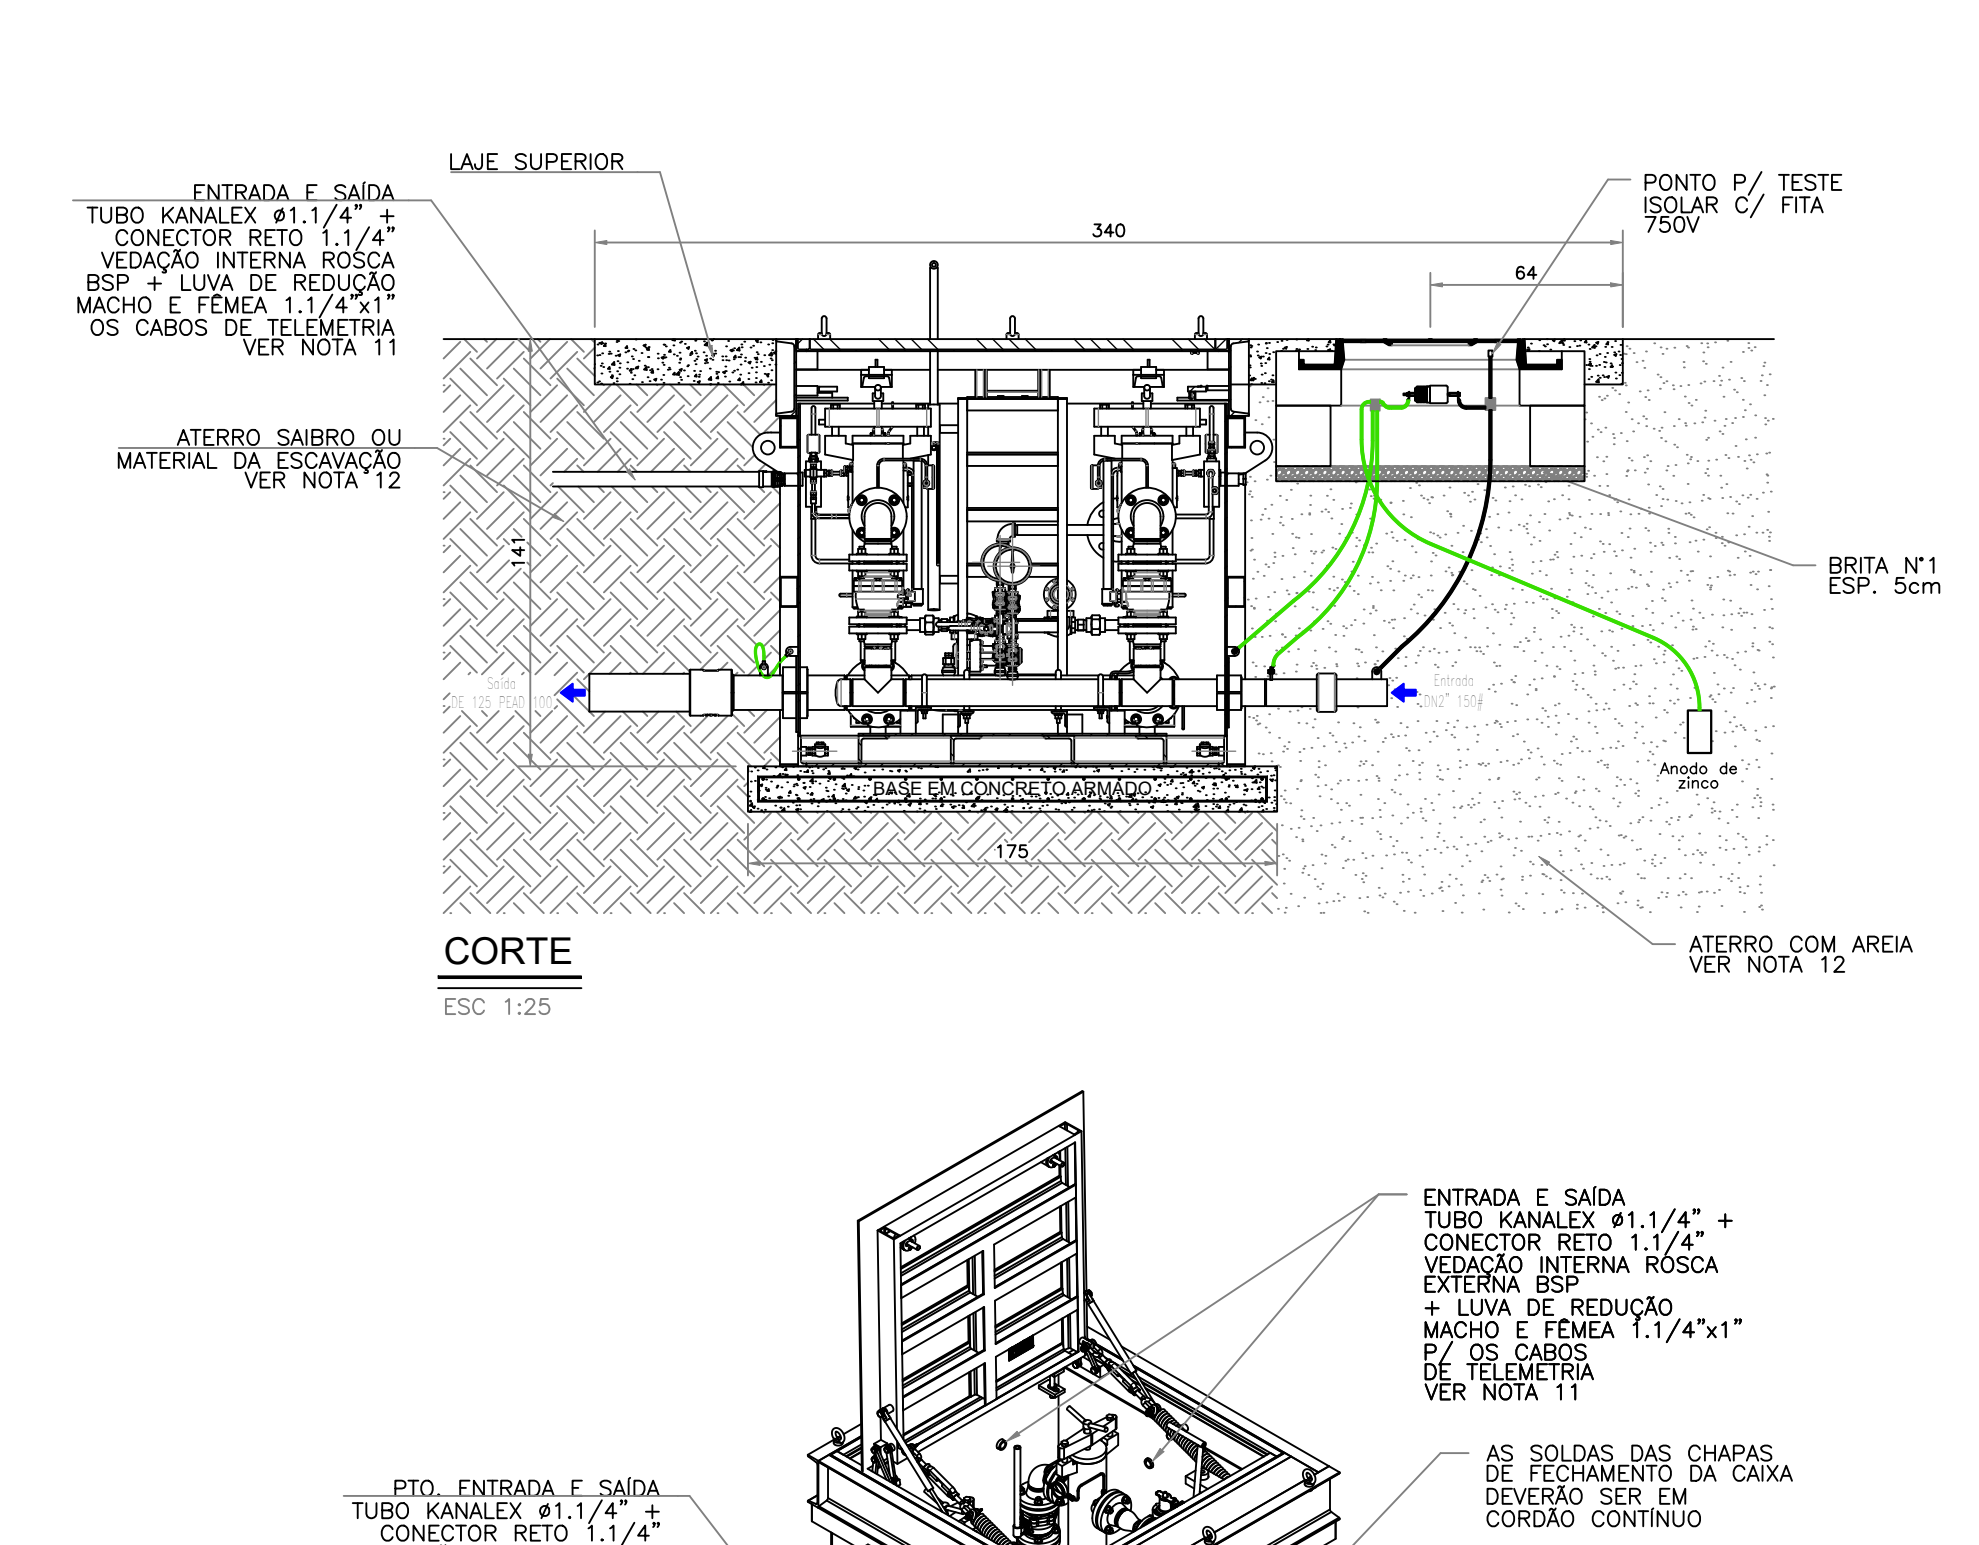 LAJE SUPERIOR
ENTRADA E SAÍDA
TUBO KANALEX ø1.1/4" +
CONECTOR RETO 1.1/4"
VEDAÇÃO INTERNA ROSCA
BSP + LUVA DE REDUÇÃO
MACHO E FÊMEA 1.1/4"x1"
OS CABOS DE TELEMETRIA
VER NOTA 11
PONTO P/ TESTE
ISOLAR C/ FITA
750V
340
64
ATERRO SAIBRO OU
MATERIAL DA ESCAVAÇÃO
VER NOTA 12
141
BRITA N°1
ESP. 5cm
Saída
DE 125 PEAD 100
Entrada
DN2" 150#
Anodo de
zinco
BASE EM CONCRETO ARMADO
175
ATERRO COM AREIA
VER NOTA 12
CORTE
ESC 1:25
ENTRADA E SAÍDA
TUBO KANALEX ø1.1/4" +
CONECTOR RETO 1.1/4"
VEDAÇÃO INTERNA ROSCA
EXTERNA BSP
+ LUVA DE REDUÇÃO
MACHO E FÊMEA 1.1/4"x1"
P/ OS CABOS
DE TELEMETRIA
VER NOTA 11
AS SOLDAS DAS CHAPAS
DE FECHAMENTO DA CAIXA
DEVERÃO SER EM
CORDÃO CONTÍNUO
PTO. ENTRADA E SAÍDA
TUBO KANALEX ø1.1/4" +
CONECTOR RETO 1.1/4"